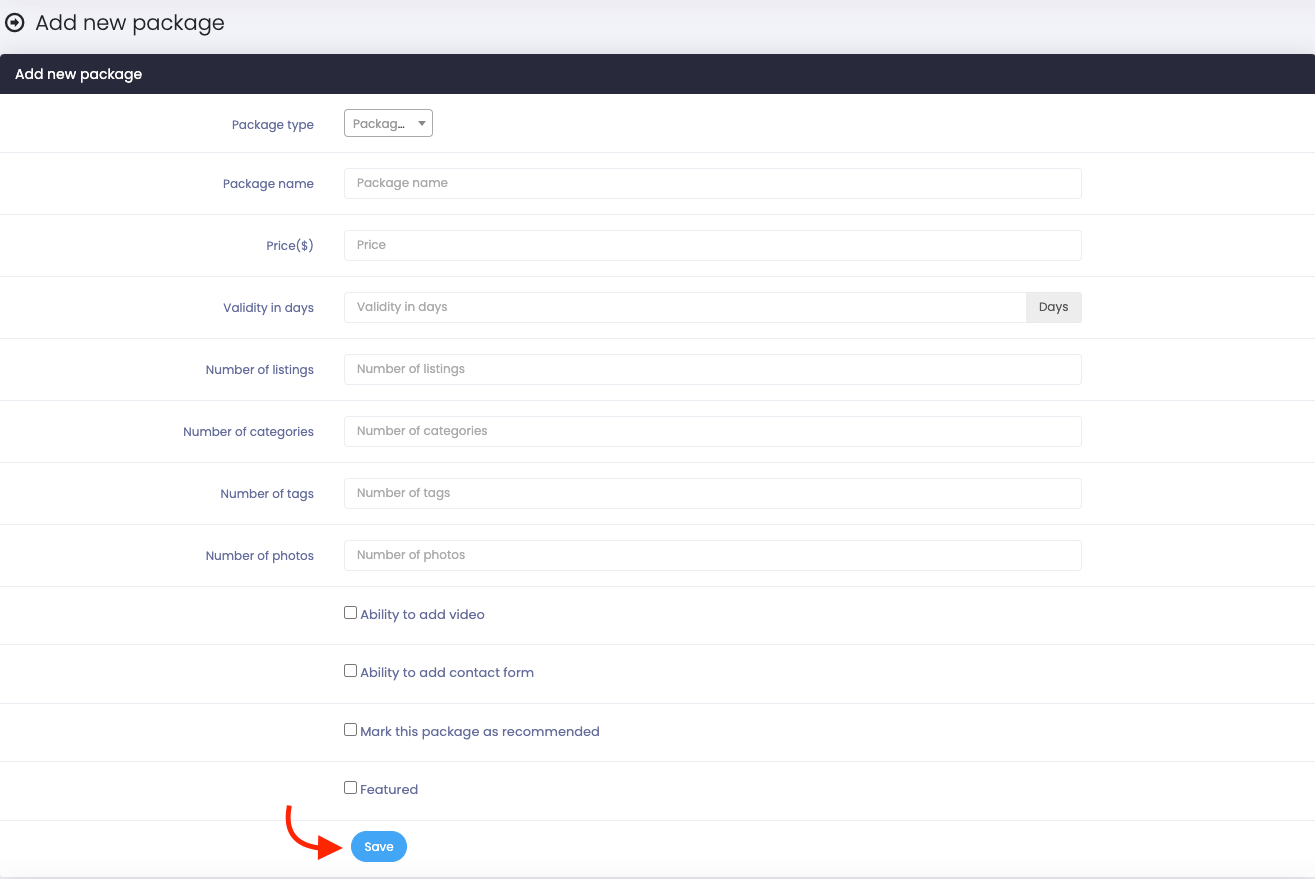 Add new package
Add new package
Package type Packag...
Package name Package name
Price($) Price
Validity in days Validity in days Days
Number of listings Number of listings
Number of categories Number of categories
Number of tags Number of tags
Number of photos Number of photos
Ability to add video
Ability to add contact form
Mark this package as recommended
Featured
Save